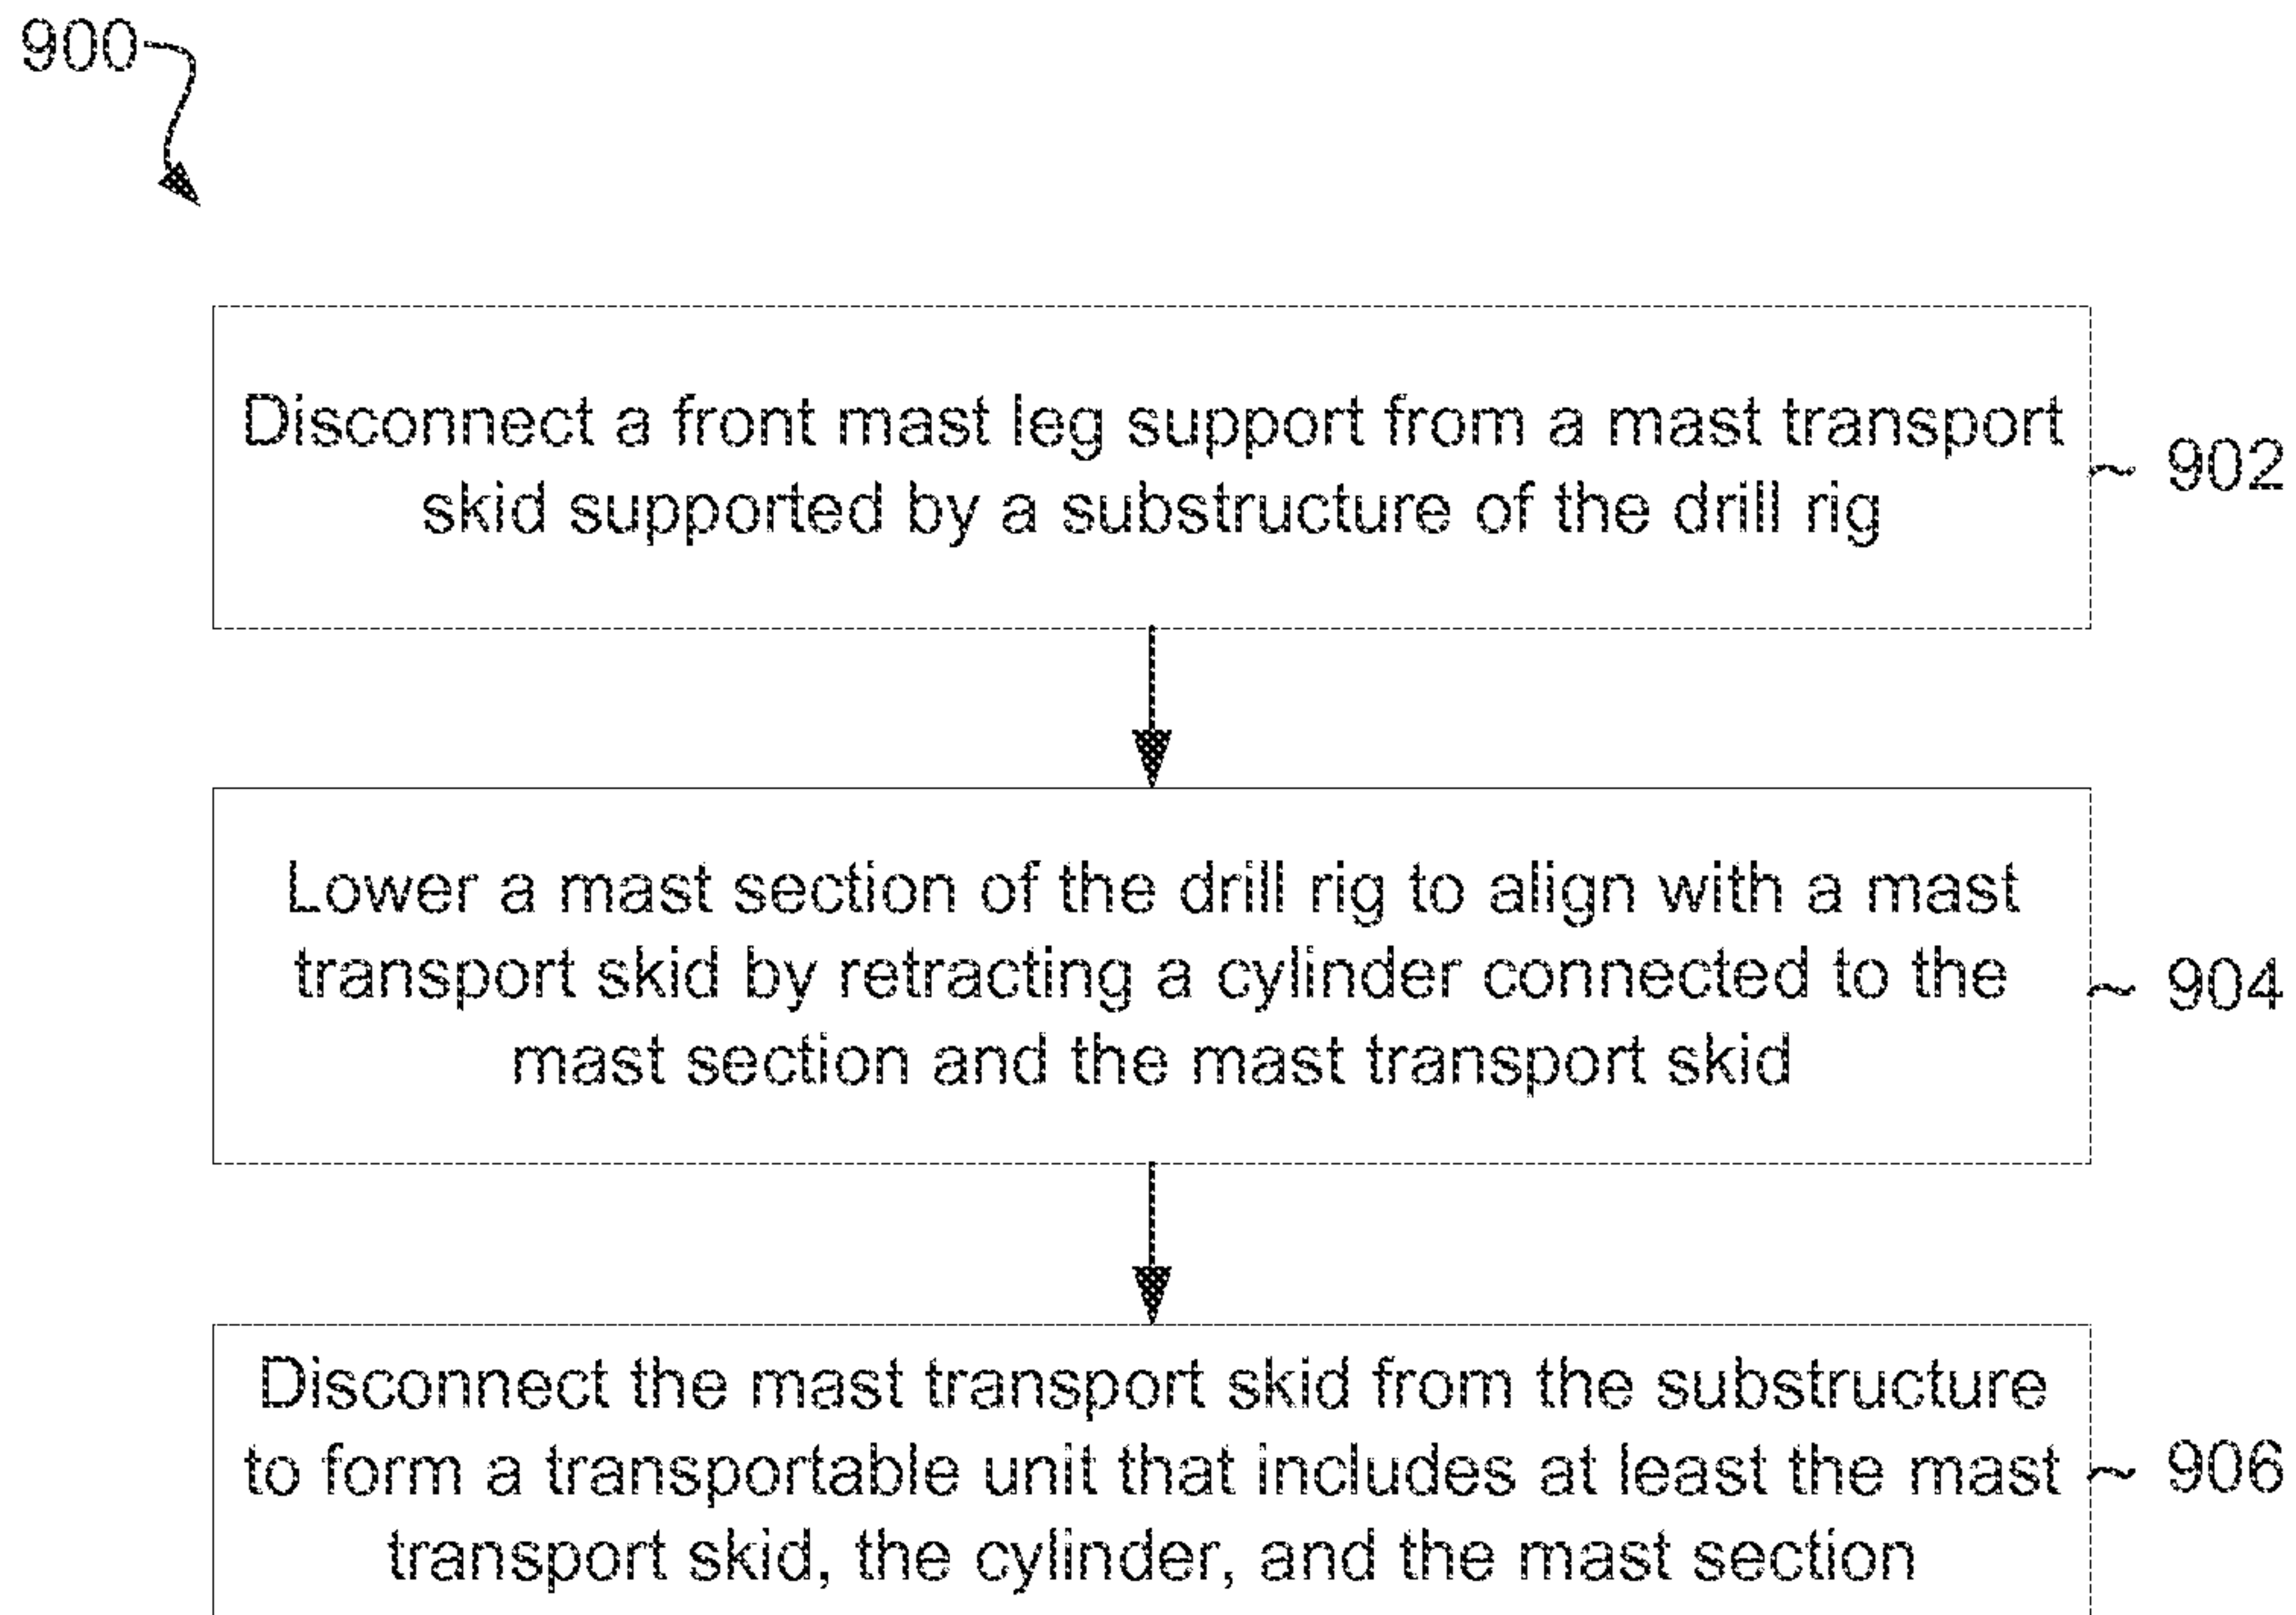 900
Disconnect a front mast leg support from a mast transport
skid supported by a substructure of the drill rig
~ 902
Lower a mast section of the drill rig to align with a mast
transport skid by retracting a cylinder connected to the
mast section and the mast transport skid
~ 904
Disconnect the mast transport skid from the substructure
to form a transportable unit that includes at least the mast
transport skid, the cylinder, and the mast section
~ 906